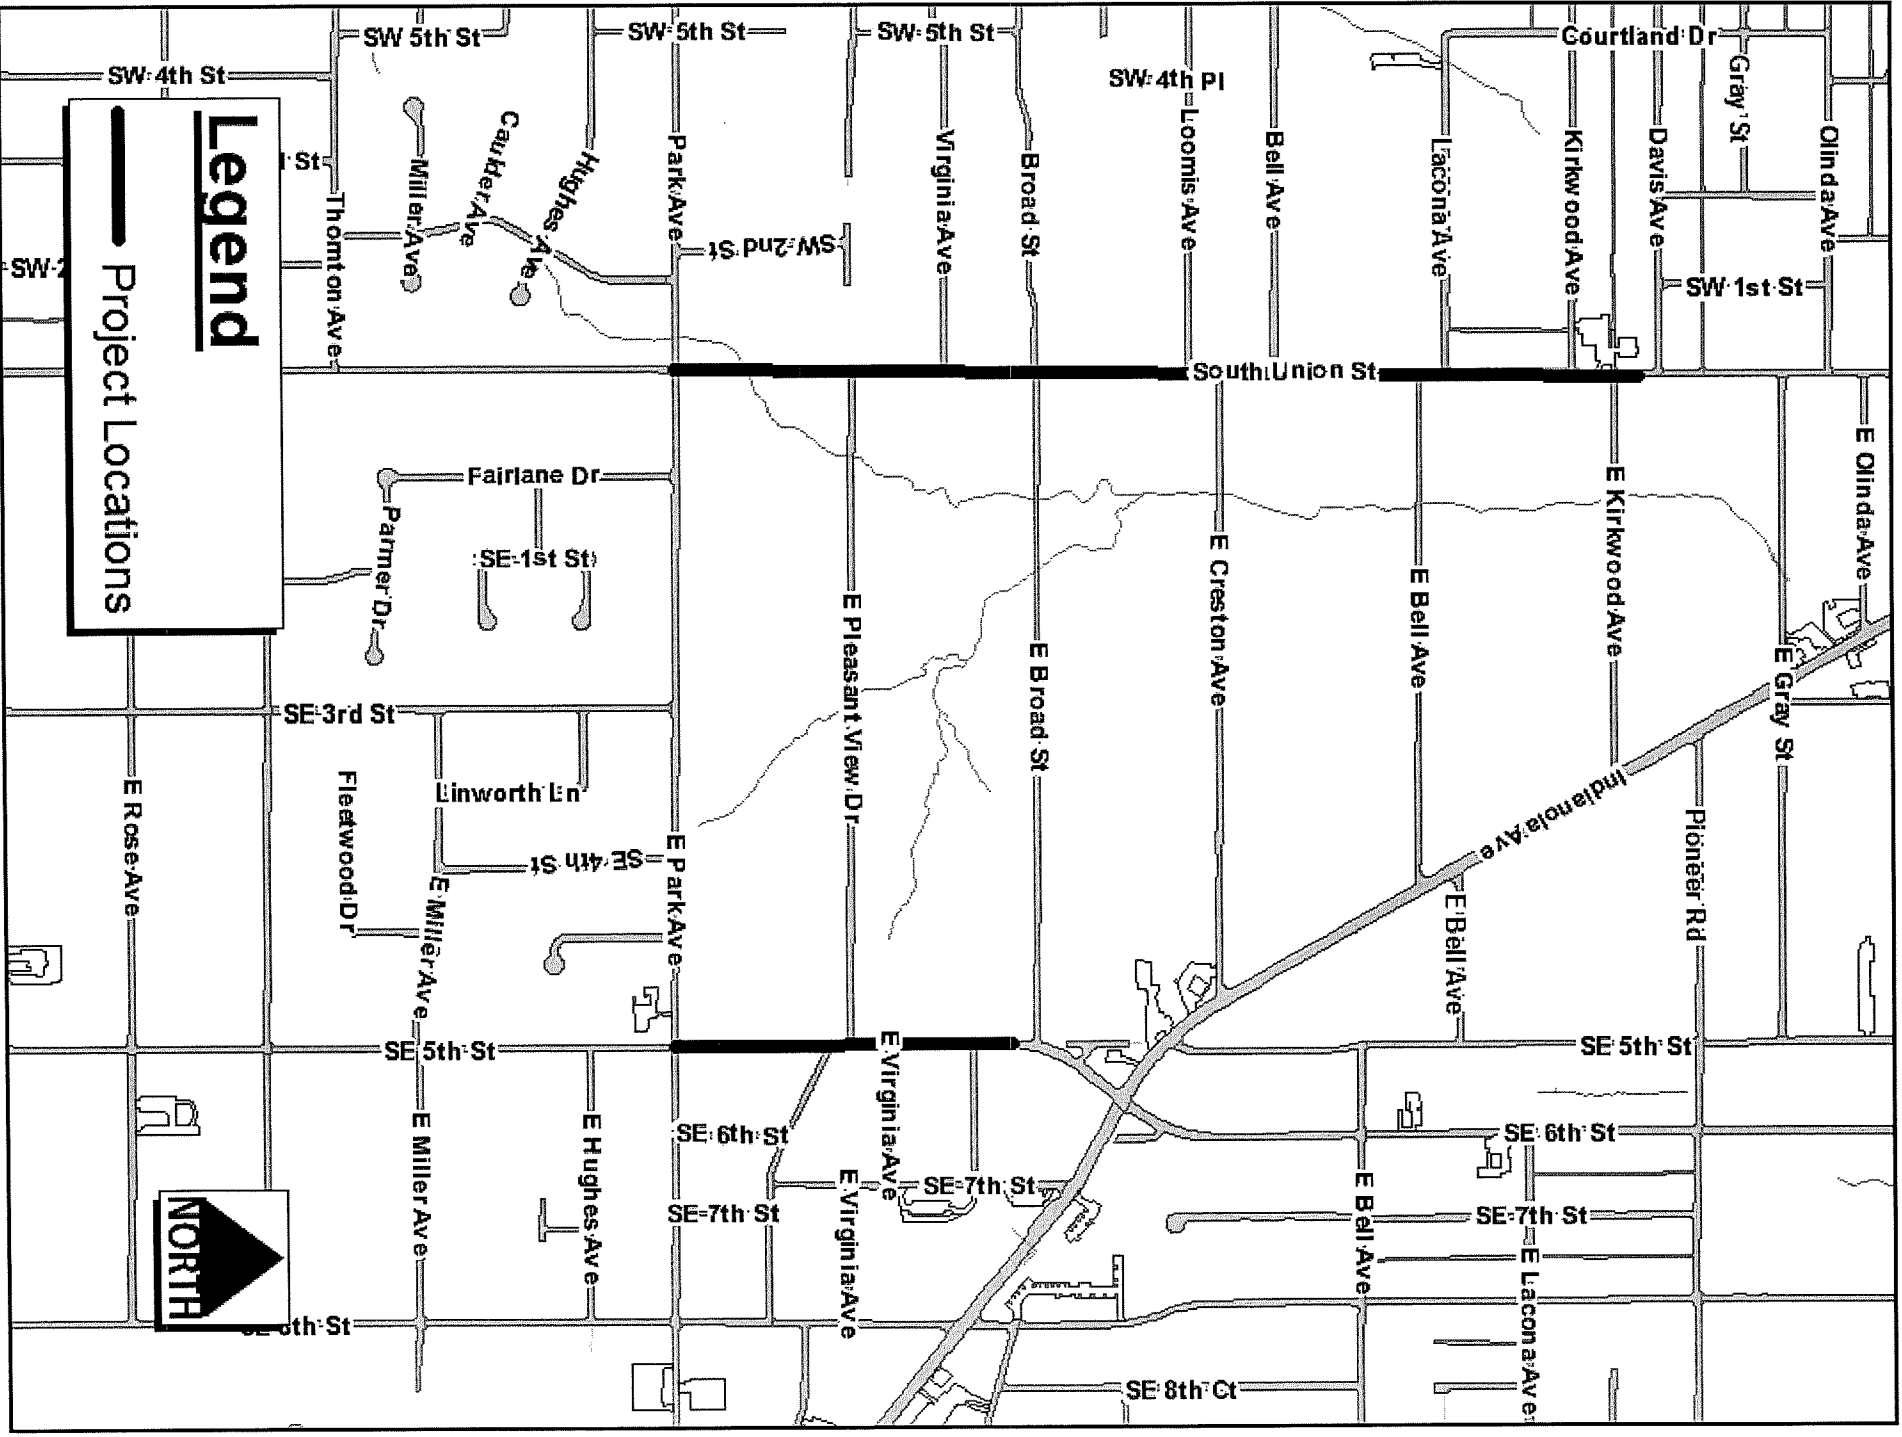 SW 5th St
SW 5th St
SW 5th St
Courtland Dr
SW 4th St
SW 4th Pl
Gray St
Legend
Project Locations
St
SW 2
Thornton Ave
Miller Ave
Caulder Ave
Hughes Ave
Park Ave
SW 2nd St
Virginia Ave
Broad St
Loomis Ave
Bell Ave
Lacona Ave
Kirkwood Ave
Davis Ave
Olinda Ave
SW 1st St
South Union St
Fairlane Dr
Parmer Dr
SE 1st St
E Pleasant View Dr
E Broad St
E Creston Ave
E Bell Ave
E Kirkwood Ave
E Olinda Ave
E Gray St
SE 3rd St
Linworth Ln
Fleetwood Dr
SE 4th St
E Rose Ave
E Miller Ave
E Park Ave
Indianola Ave
Pioneer Rd
E Bell Ave
SE 5th St
E Virginia Ave
SE 5th St
E Miller Ave
E Hughes Ave
SE 6th St
SE 6th St
SE 7th St
SE 7th St
E Virginia Ave
SE 7th St
E Bell Ave
E Lacona Ave
NORTH
8th St
SE 8th Ct